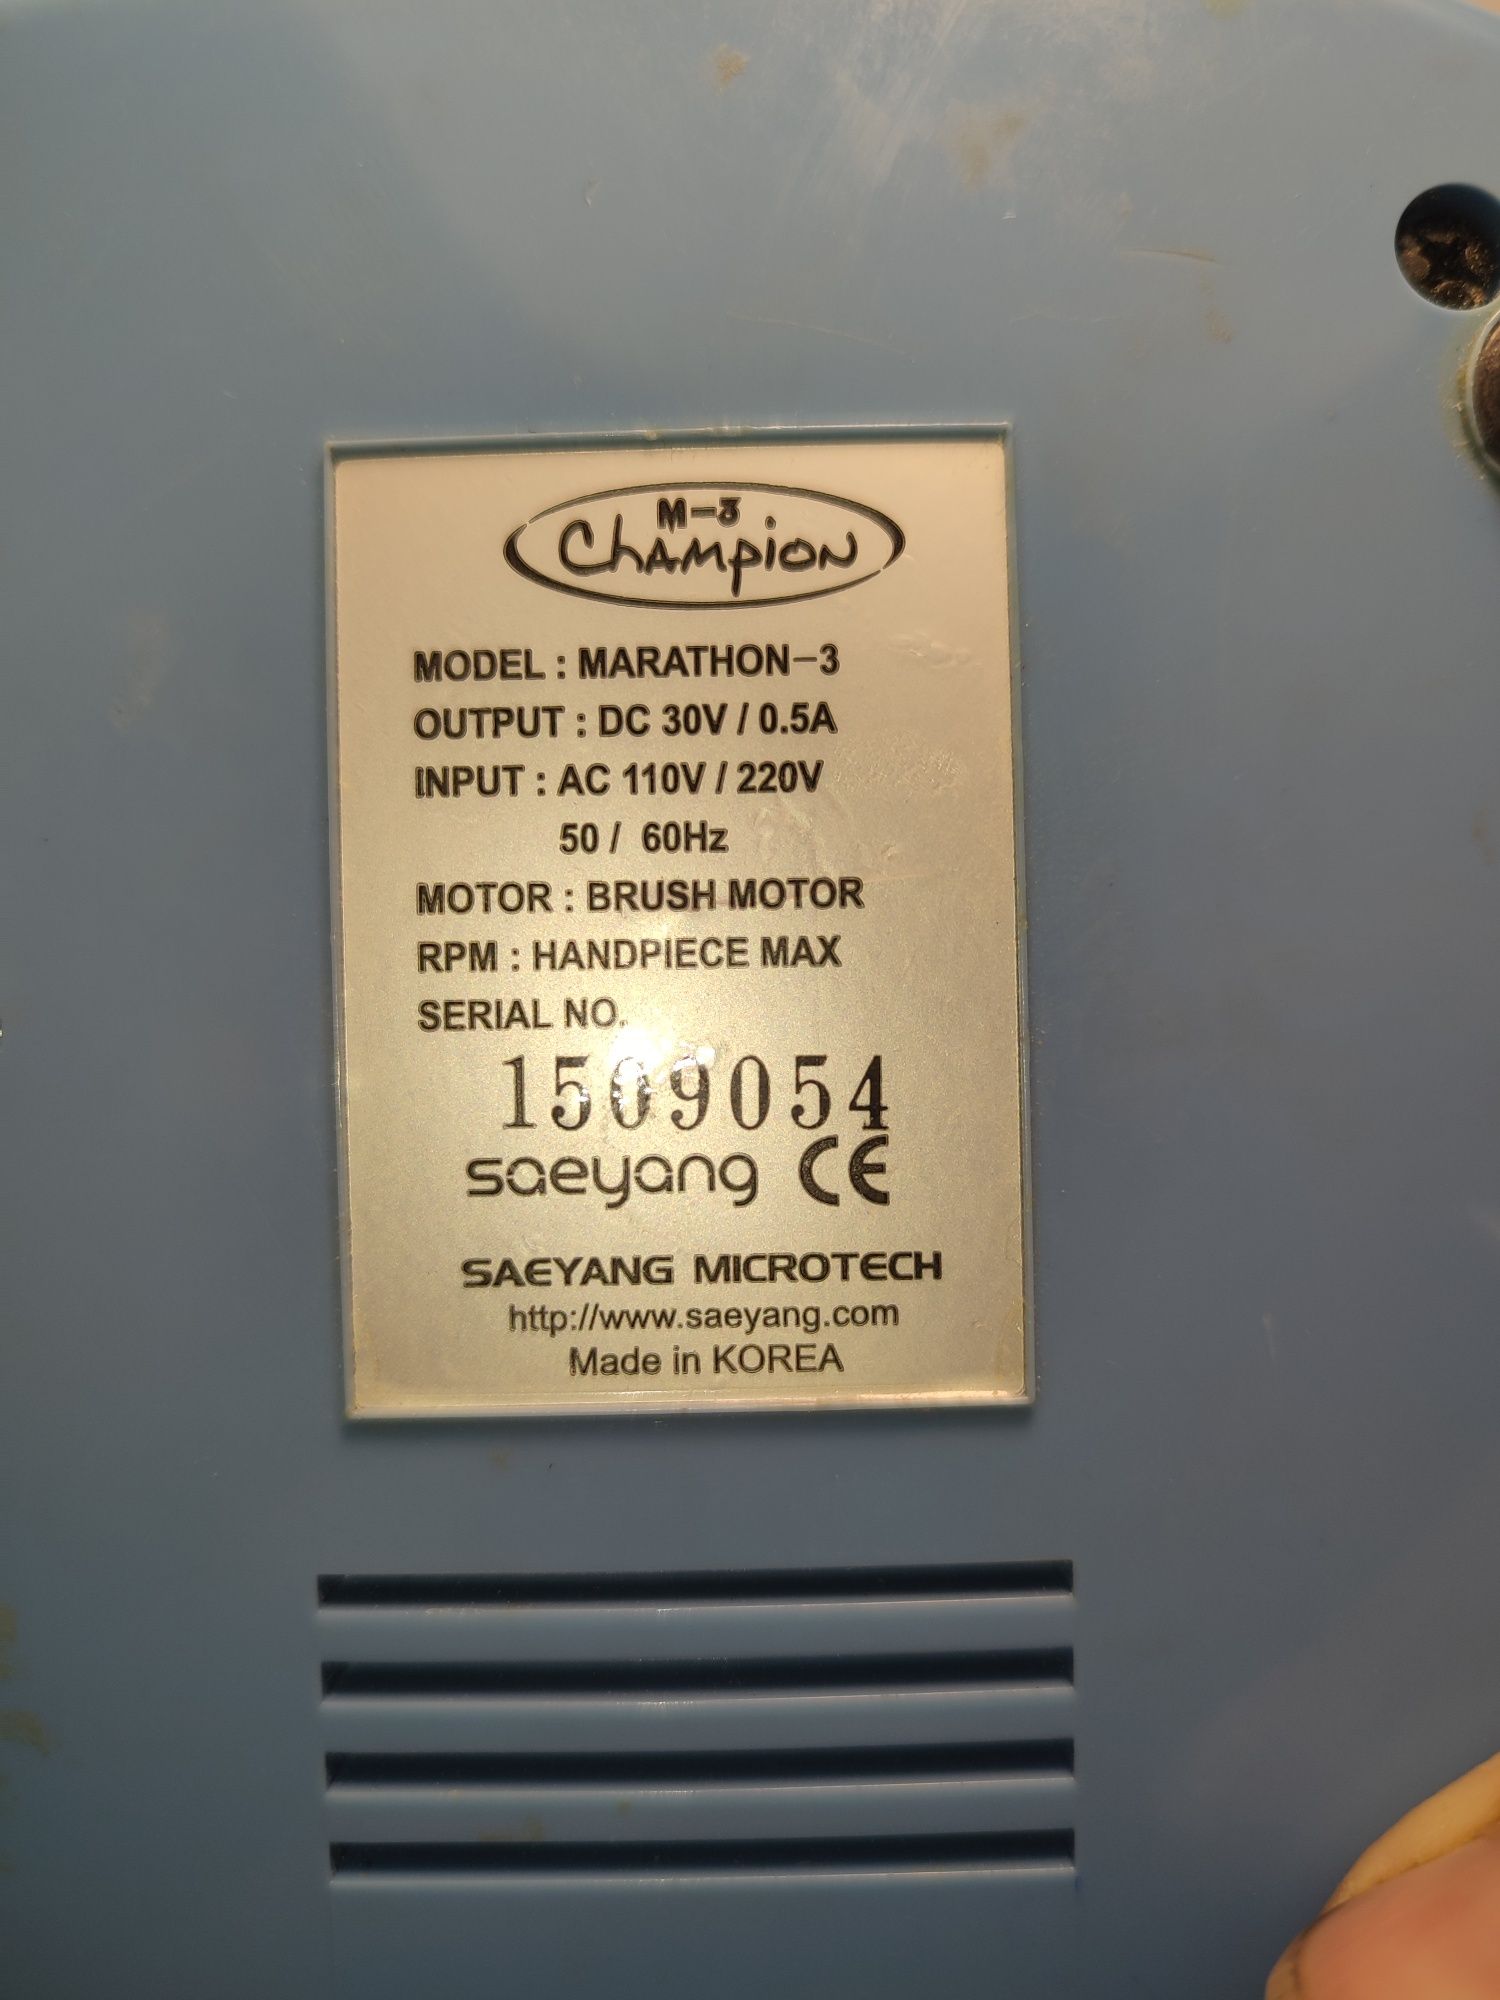 M-3
Champion
MODEL : MARATHON-3
OUTPUT : DC 30V / 0.5A
INPUT : AC 110V / 220V
50 / 60Hz
MOTOR : BRUSH MOTOR
RPM : HANDPIECE MAX
SERIAL NO.
1509054
saeyang CE
SAEYANG MICROTECH
http://www.saeyang.com
Made in KOREA